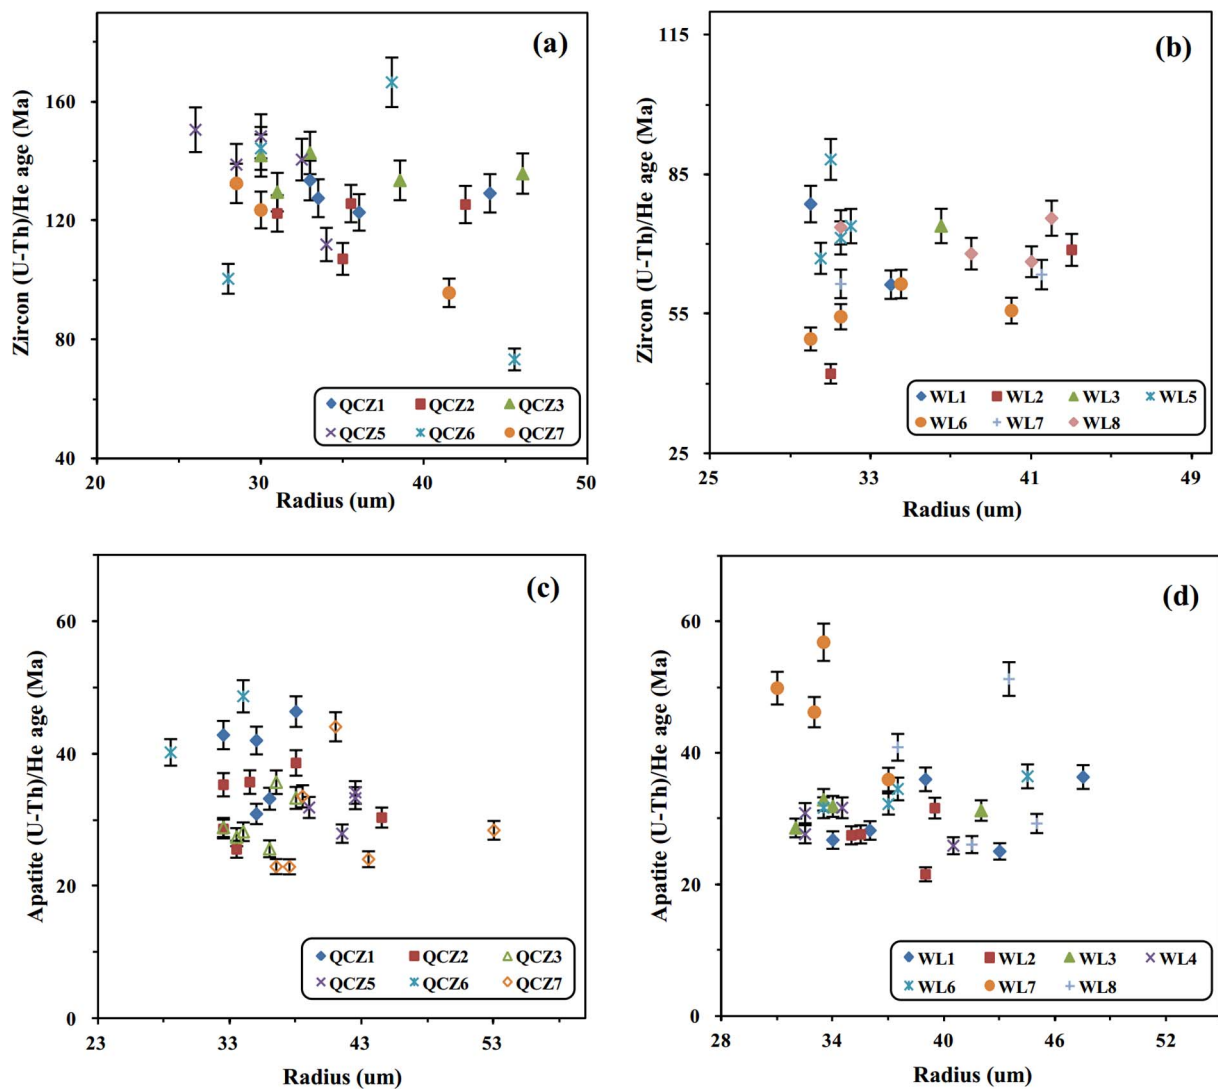 (a)
Zircon (U-Th)/He age (Ma)
160
120
80
40
QCZ1 QCZ2 QCZ3
QCZ5 QCZ6 QCZ7
20 30 40 50
Radius (um)
(b)
Zircon (U-Th)/He age (Ma)
115
85
55
25
WL1 WL2 WL3 WL5
WL6 WL7 WL8
25 33 41 49
Radius (um)
(c)
Apatite (U-Th)/He age (Ma)
60
40
20
0
QCZ1 QCZ2 QCZ3
QCZ5 QCZ6 QCZ7
23 33 43 53
Radius (um)
(d)
Apatite (U-Th)/He age (Ma)
60
40
20
0
WL1 WL2 WL3 WL4
WL6 WL7 WL8
28 34 40 46 52
Radius (um)